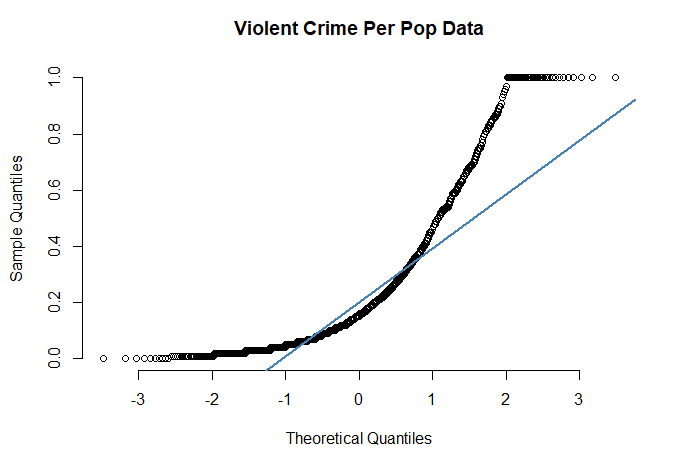 Violent Crime Per Pop Data
Sample Quantiles
1.0
0.8
0.6
0.4
0.2
0.0
-3 -2 -1 0 1 2 3
Theoretical Quantiles